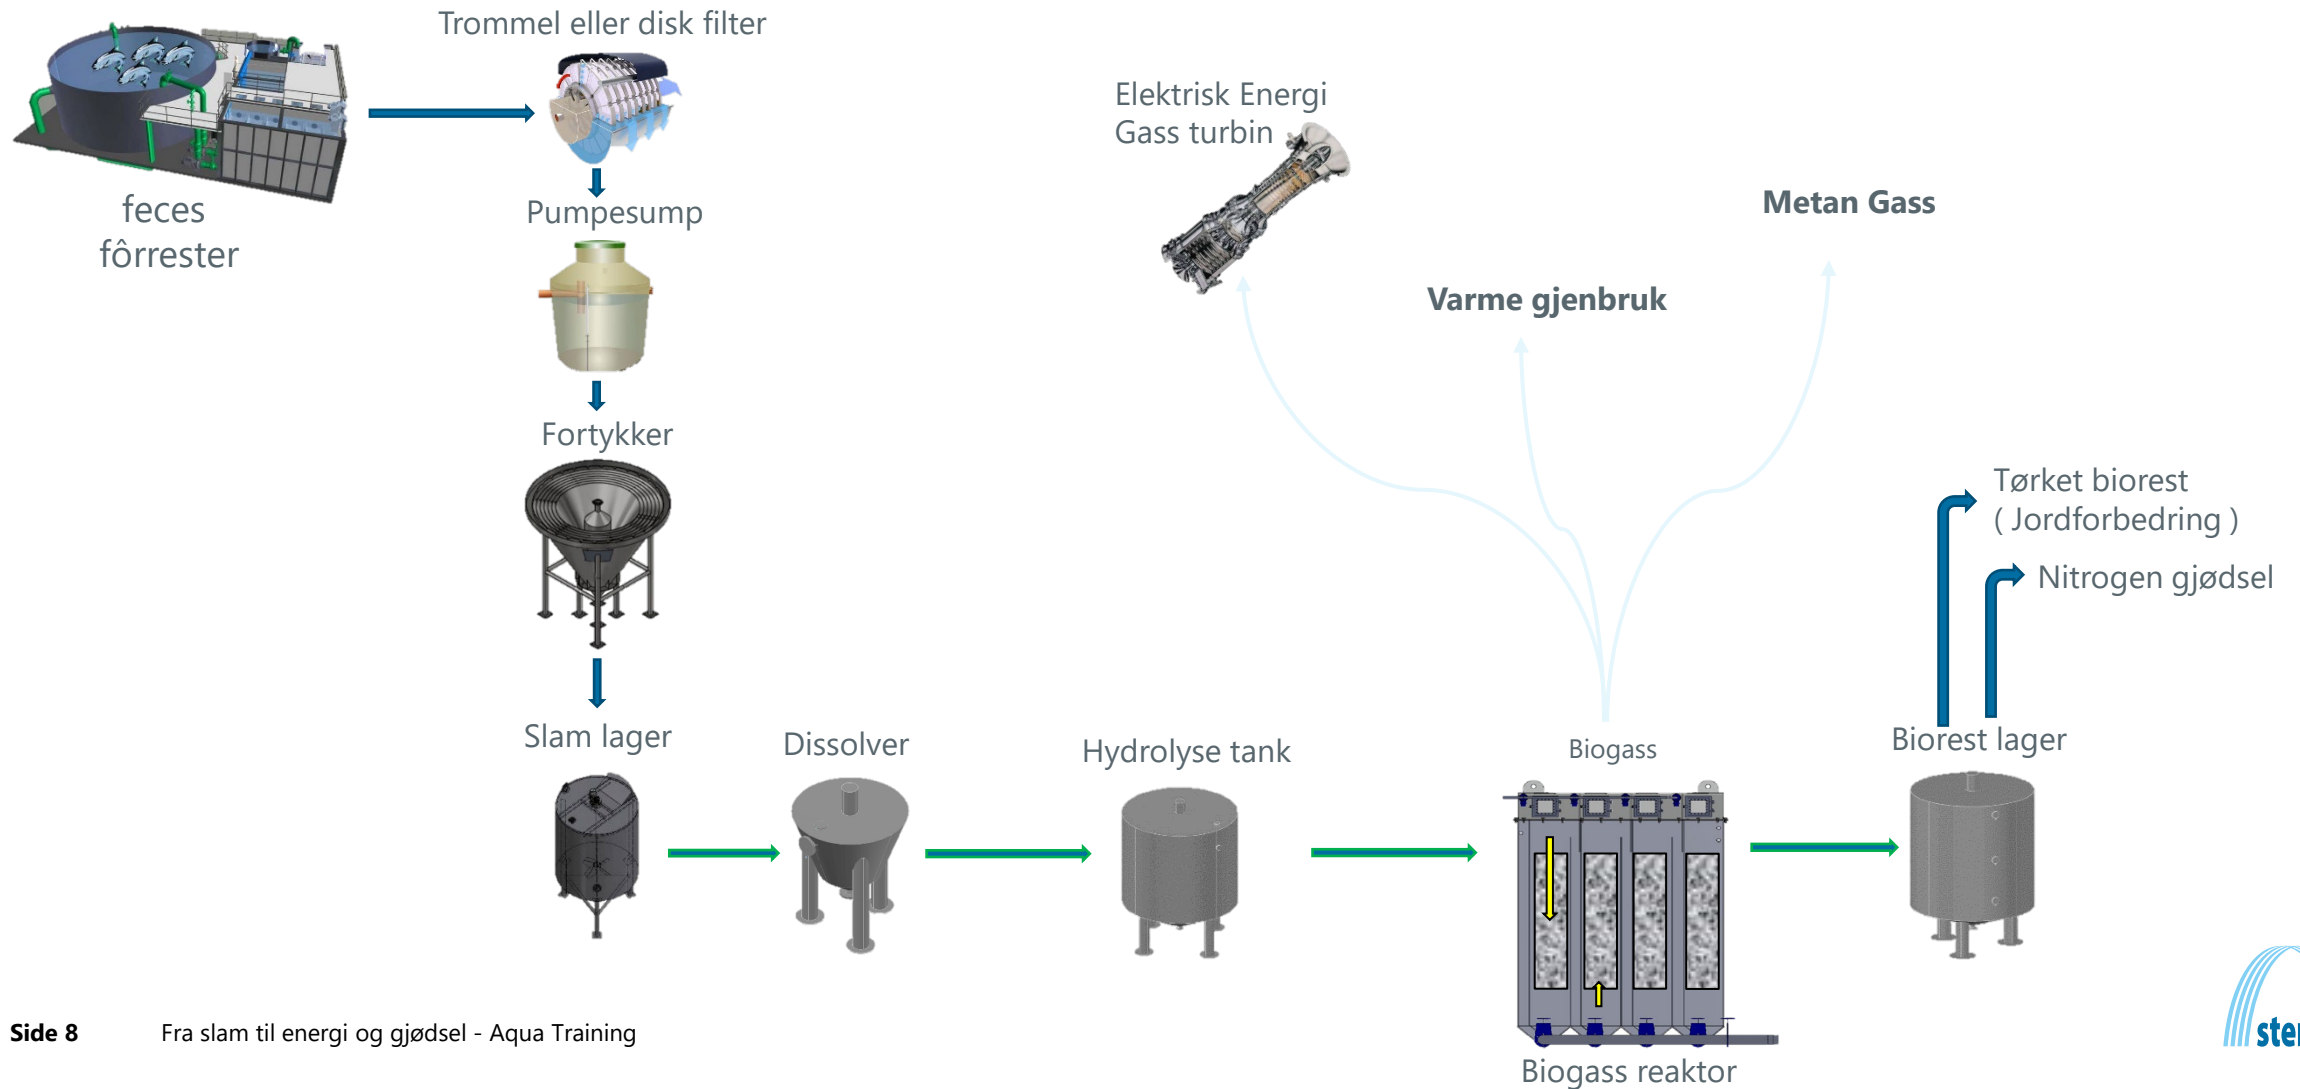 Trommel eller disk filter
feces
fôrrester
Pumpesump
Fortykker
Elektrisk Energi
Gass turbin
Varme gjenbruk
Metan Gass
Tørket biorest
( Jordforbedring )
Nitrogen gjødsel
Slam lager
Dissolver
Hydrolyse tank
Biogass
Biorest lager
Biogass reaktor
Side 8 Fra slam til energi og gjødsel - Aqua Training